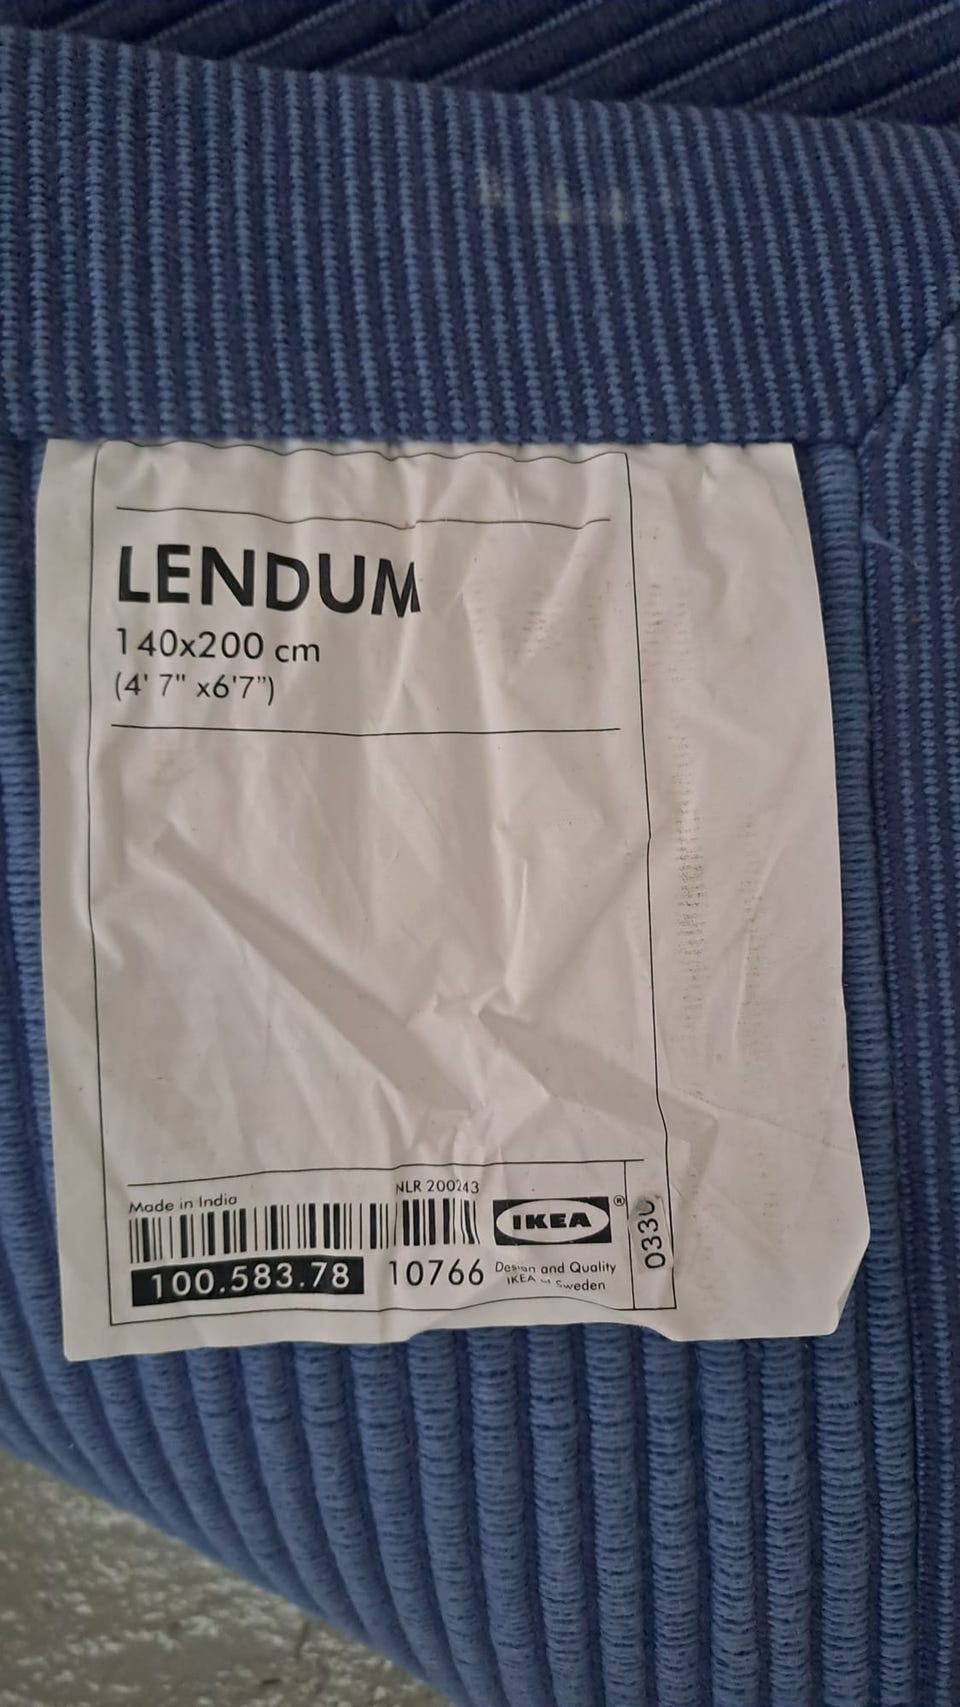 LENDUM
140x200 cm
(4' 7" x6'7")
Made in India
NLR 200243
100.583.78
10766
IKEA
®
Design and Quality
IKEA of Sweden